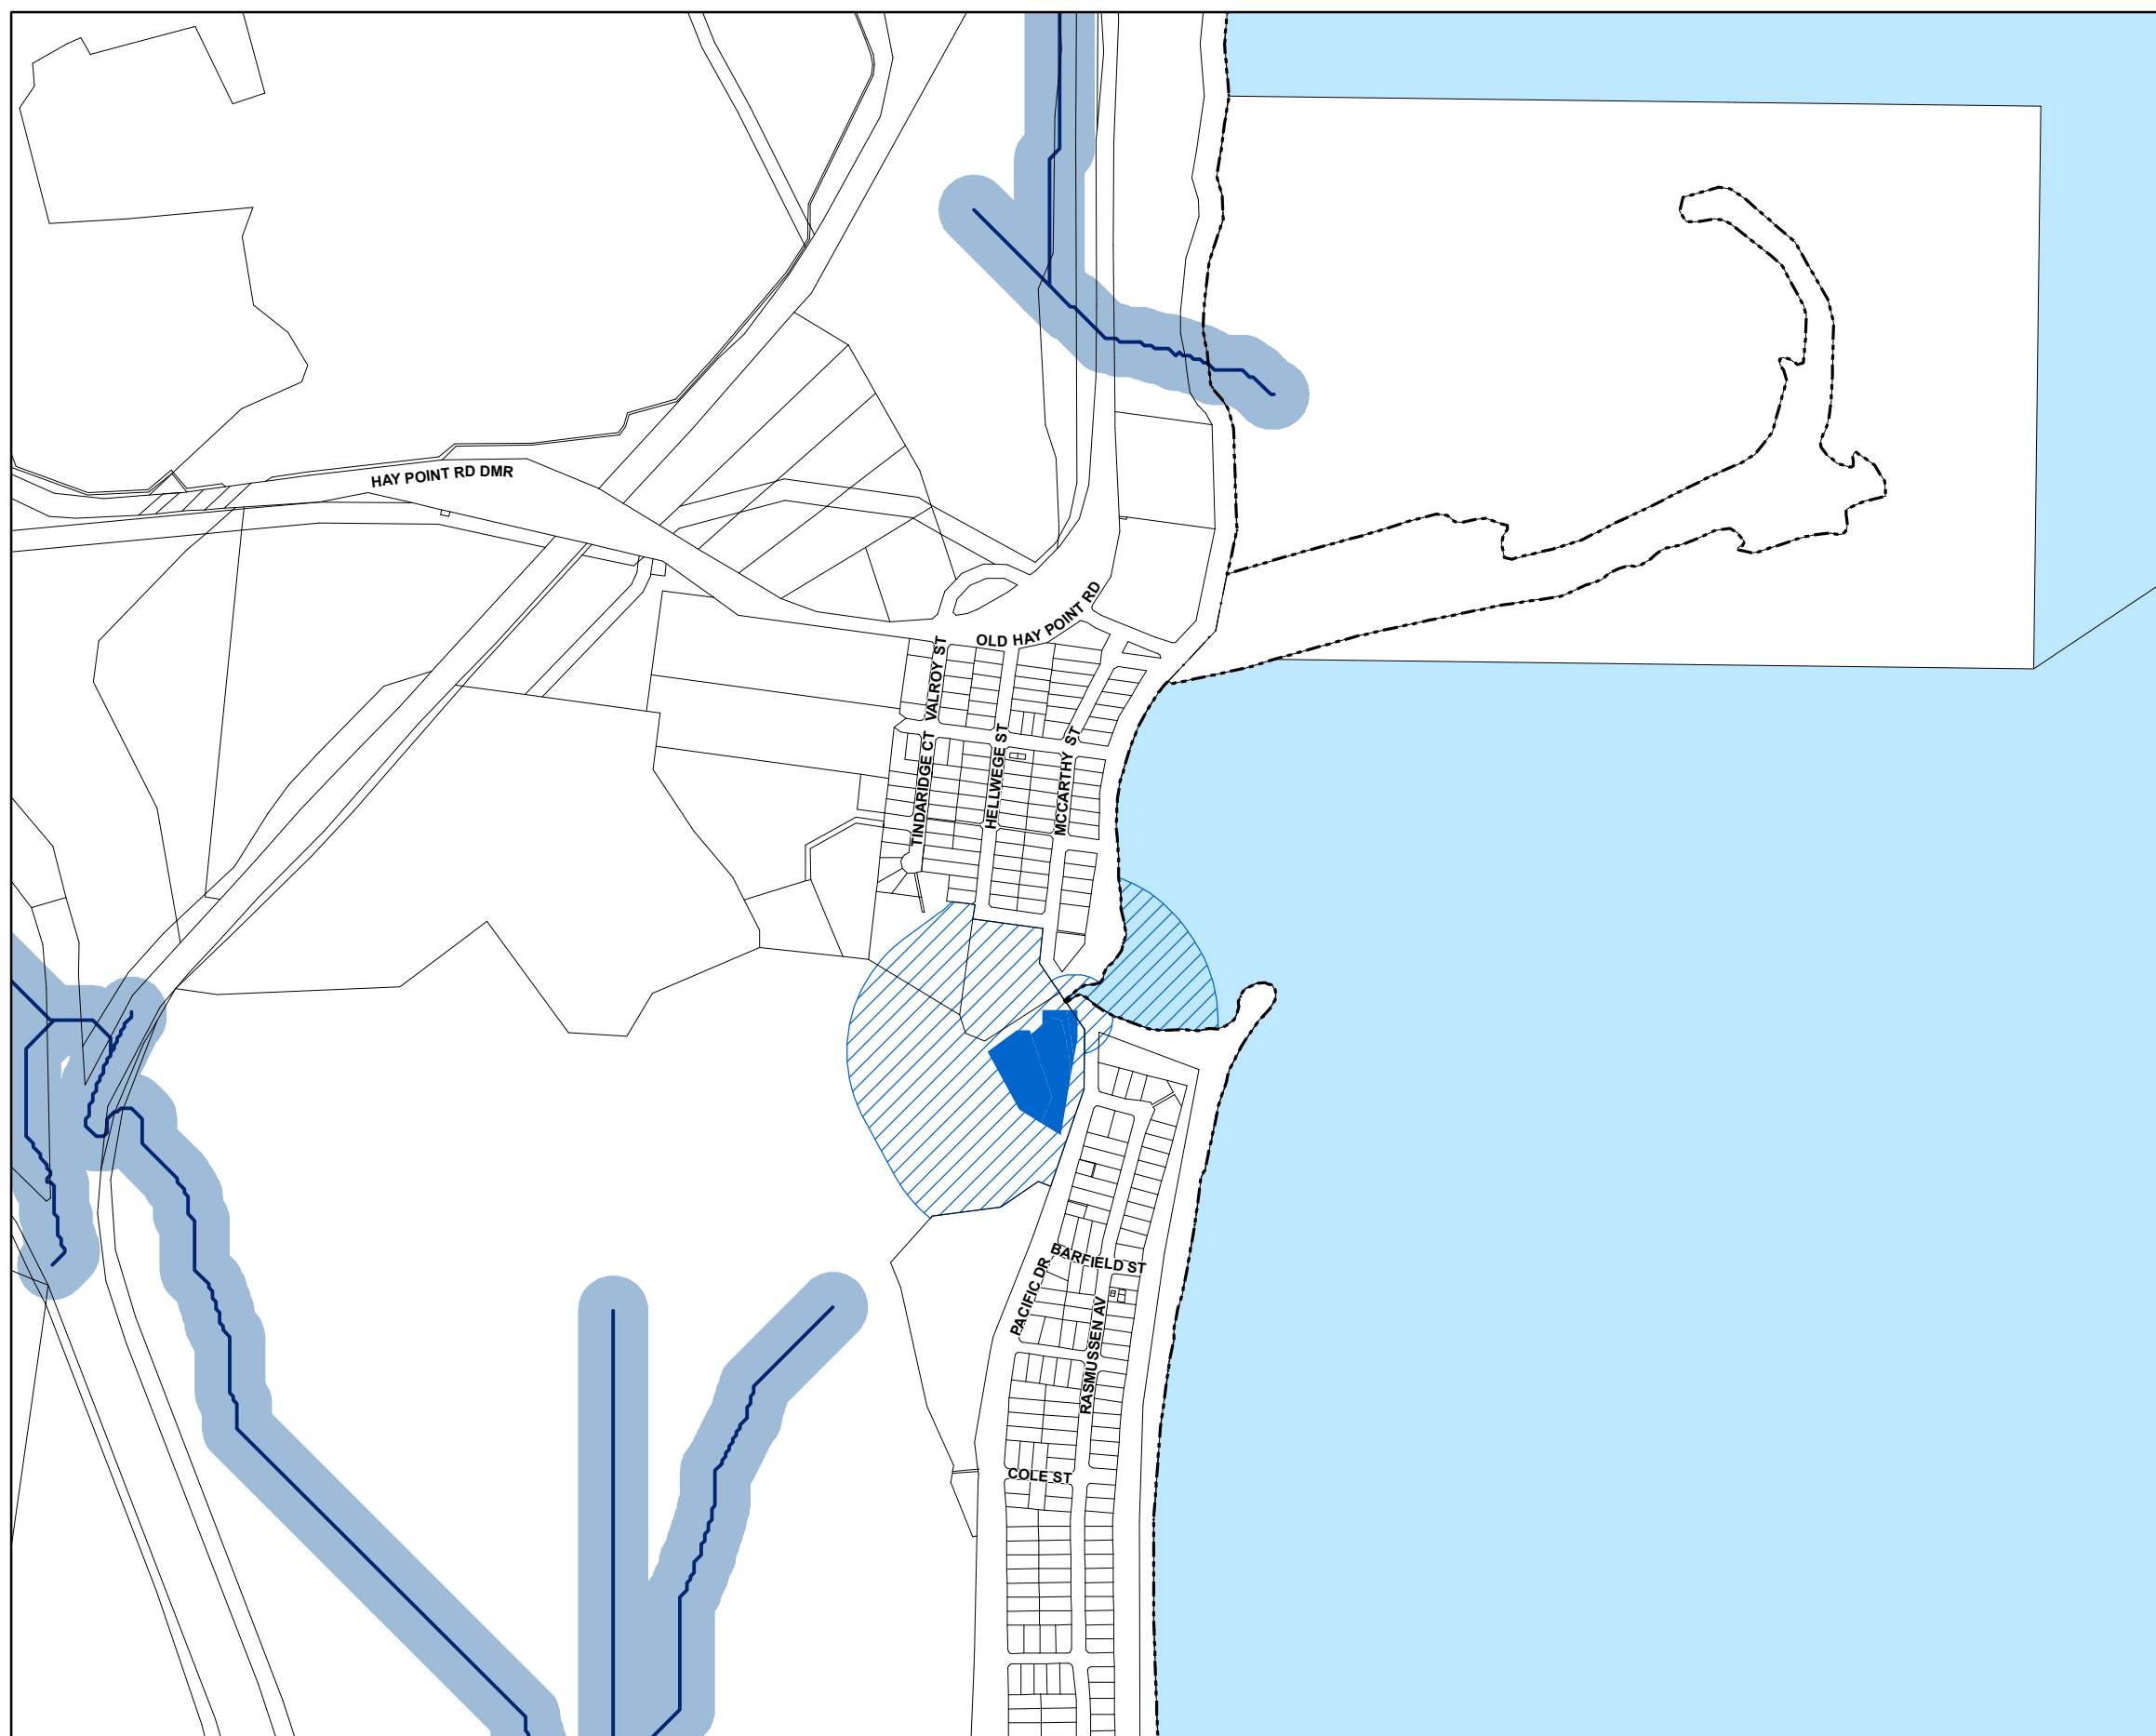 HAY POINT RD DMR
OLD HAY POINT RD
VALROY ST
TINDARIDGE CT
HELLWEGE ST
MCCARTHY ST
BARFIELD ST
PACIFIC DR
RASMUSSEN AV
COLE ST